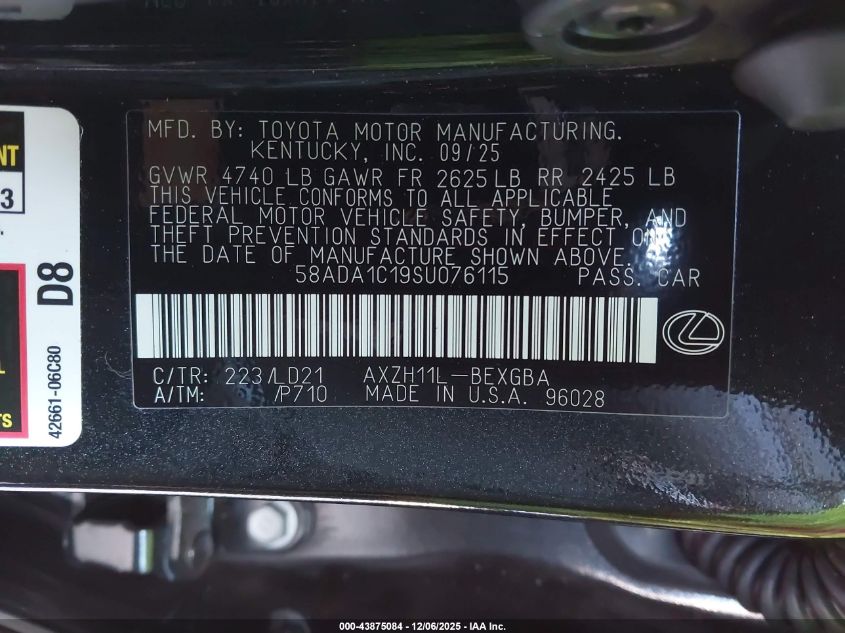 MFD. BY: TOYOTA MOTOR MANUFACTURING,
KENTUCKY, INC. 09/25
GVWR 4740 LB GAWR FR 2625 LB RR 2425 LB
THIS VEHICLE CONFORMS TO ALL APPLICABLE
FEDERAL MOTOR VEHICLE SAFETY, BUMPER, AND
THEFT PREVENTION STANDARDS IN EFFECT ON
THE DATE OF MANUFACTURE SHOWN ABOVE.
58ADA1C19SU076115 PASS. CAR
C/TR: 223/LD21 AXZH11L-BEXGBA
A/TM: /P710 MADE IN U.S.A. 96028
NT
3
D8
42661-06C80
L
TS
000-43875084 - 12/06/2025 - IAA Inc.